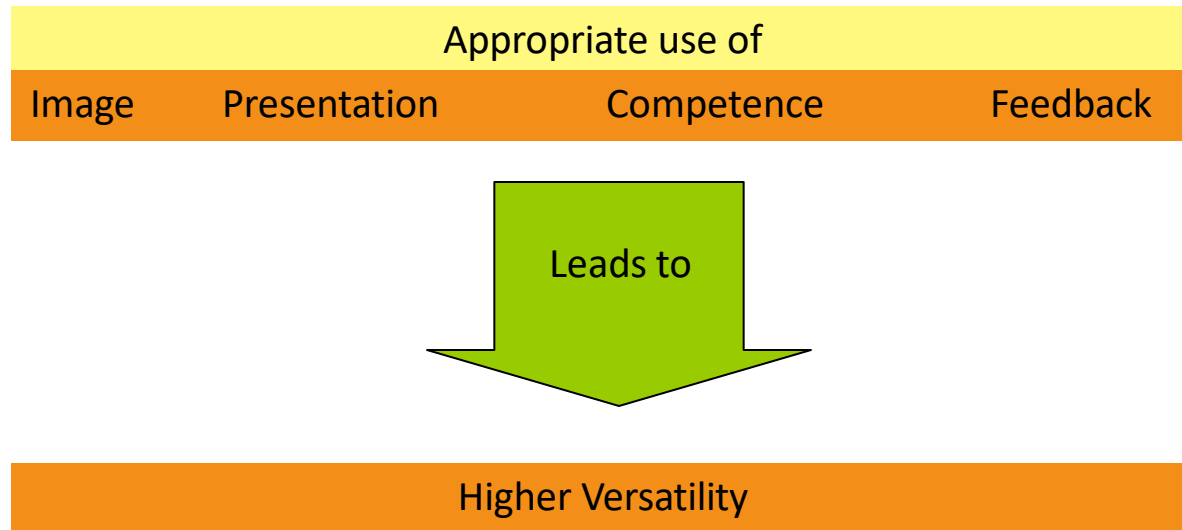 Appropriate use of
Image Presentation Competence Feedback
Leads to
Higher Versatility